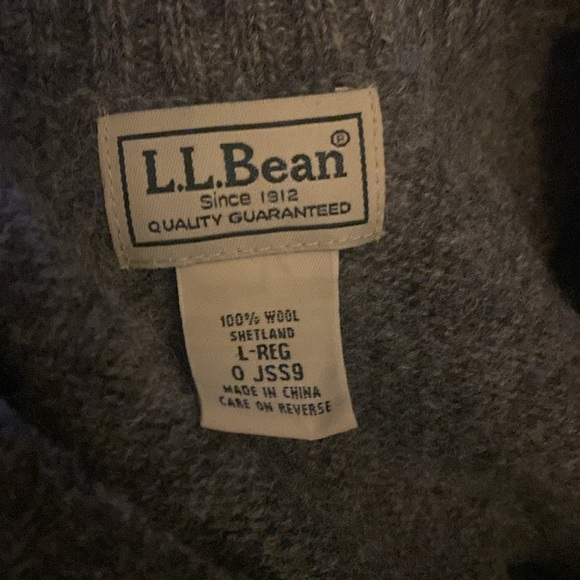 L.L.Bean®
Since 1912
QUALITY GUARANTEED
100% WOOL
SHETLAND
L-REG
0 JSS9
MADE IN CHINA
CARE ON REVERSE